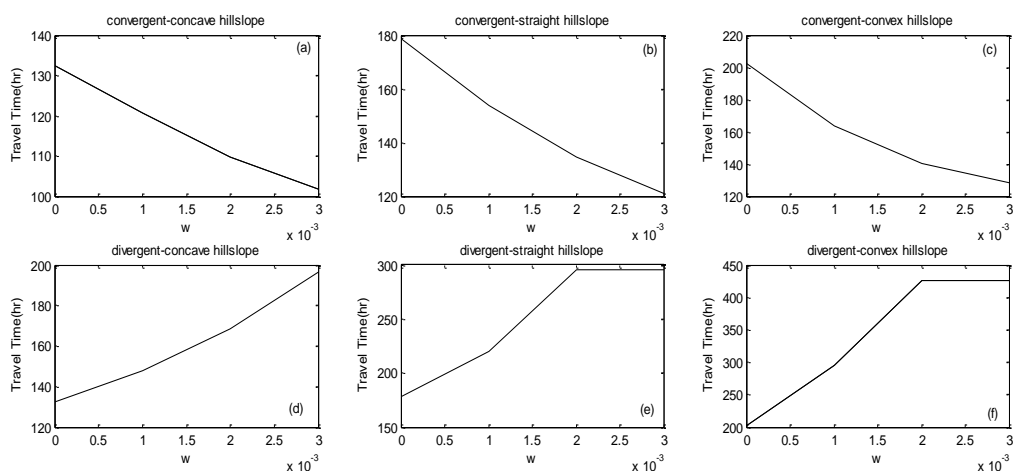 convergent-concave hillslope
140
130
120
110
100
Travel Time(hr)
(a)
0 0.5 1 1.5 2 2.5 3
w
x 10-3
convergent-straight hillslope
180
160
140
120
Travel Time(hr)
(b)
0 0.5 1 1.5 2 2.5 3
w
x 10-3
convergent-convex hillslope
220
200
180
160
140
120
Travel Time(hr)
(c)
0 0.5 1 1.5 2 2.5 3
w
x 10-3
divergent-concave hillslope
200
180
160
140
120
Travel Time(hr)
(d)
0 0.5 1 1.5 2 2.5 3
w
x 10-3
divergent-straight hillslope
300
250
200
150
Travel Time(hr)
(e)
0 0.5 1 1.5 2 2.5 3
w
x 10-3
divergent-convex hillslope
450
400
350
300
250
200
Travel Time(hr)
(f)
0 0.5 1 1.5 2 2.5 3
w
x 10-3